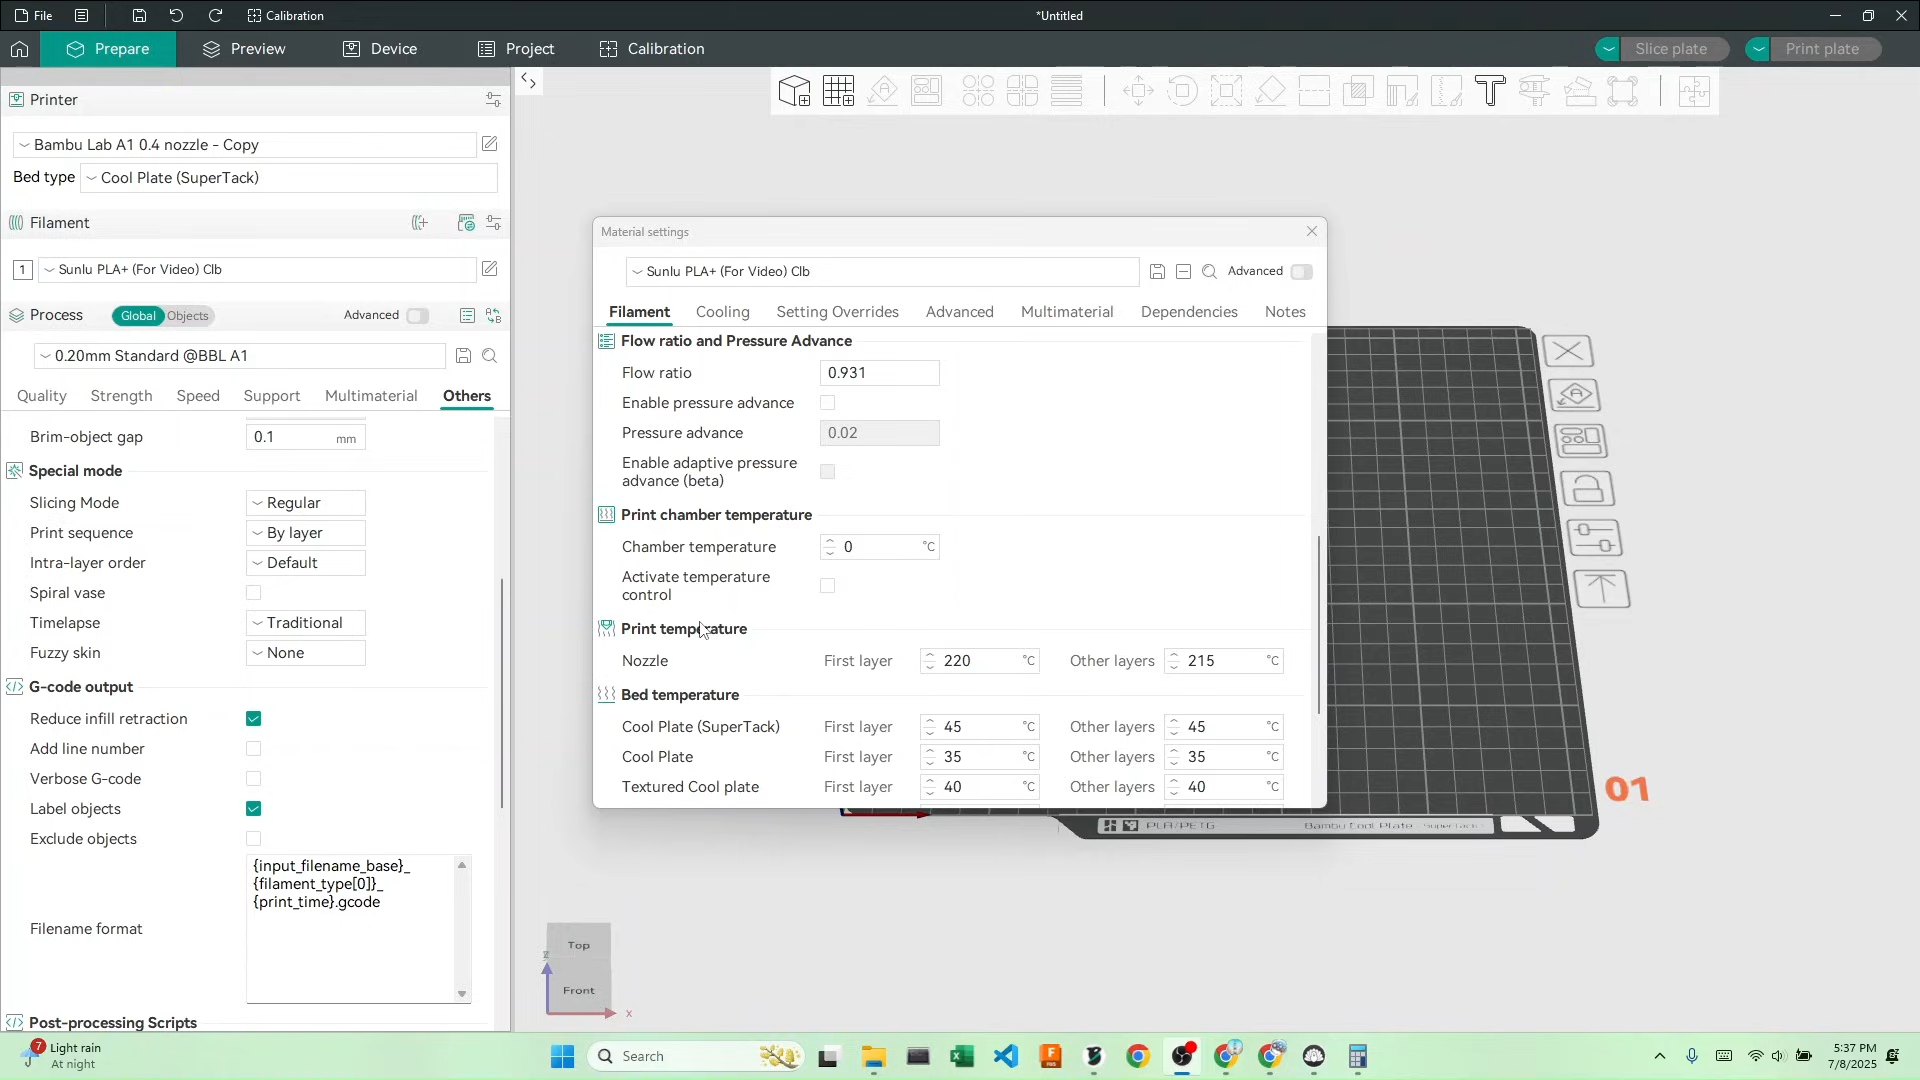 File
Calibration
*Untitled
Prepare
Preview
Device
Project
Calibration
Slice plate
Print plate
Printer
Bambu Lab A1 0.4 nozzle - Copy
Bed type
Cool Plate (SuperTack)
Filament
1
Sunlu PLA+ (For Video) Clb
Process
Global
Objects
Advanced
0.20mm Standard @BBL A1
Quality
Strength
Speed
Support
Multimaterial
Others
Brim-object gap
0.1 mm
Special mode
Slicing Mode
Regular
Print sequence
By layer
Intra-layer order
Default
Spiral vase
Timelapse
Traditional
Fuzzy skin
None
G-code output
Reduce infill retraction
Add line number
Verbose G-code
Label objects
Exclude objects
Filename format
{input_filename_base}_
{filament_type[0]}_
{print_time}.gcode
Post-processing Scripts
Material settings
Sunlu PLA+ (For Video) Clb
Advanced
Filament
Cooling
Setting Overrides
Advanced
Multimaterial
Dependencies
Notes
Flow ratio and Pressure Advance
Flow ratio
0.931
Enable pressure advance
Pressure advance
0.02
Enable adaptive pressure
advance (beta)
Print chamber temperature
Chamber temperature
0 °C
Activate temperature
control
Print temperature
Nozzle First layer 220 °C Other layers 215 °C
Bed temperature
Cool Plate (SuperTack) First layer 45 °C Other layers 45 °C
Cool Plate First layer 35 °C Other layers 35 °C
Textured Cool plate First layer 40 °C Other layers 40 °C
01
PLA/PETG
Bambu Cool Plate
SuperTack
Top
Front
z
x
7
Light rain
At night
Search
5:37 PM
7/8/2025